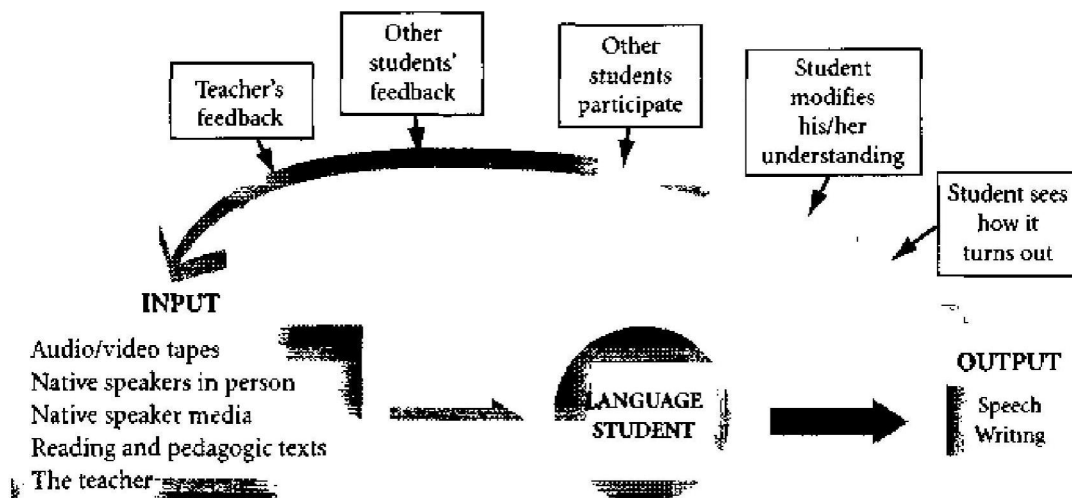 Teacher's
feedback
Other
students'
feedback
Other
students
participate
Student
modifies
his/her
understanding
Student sees
how it
turns out
INPUT
Audio/video tapes
Native speakers in person
Native speaker media
Reading and pedagogic texts
The teacher
LANGUAGE
STUDENT
OUTPUT
Speech
Writing